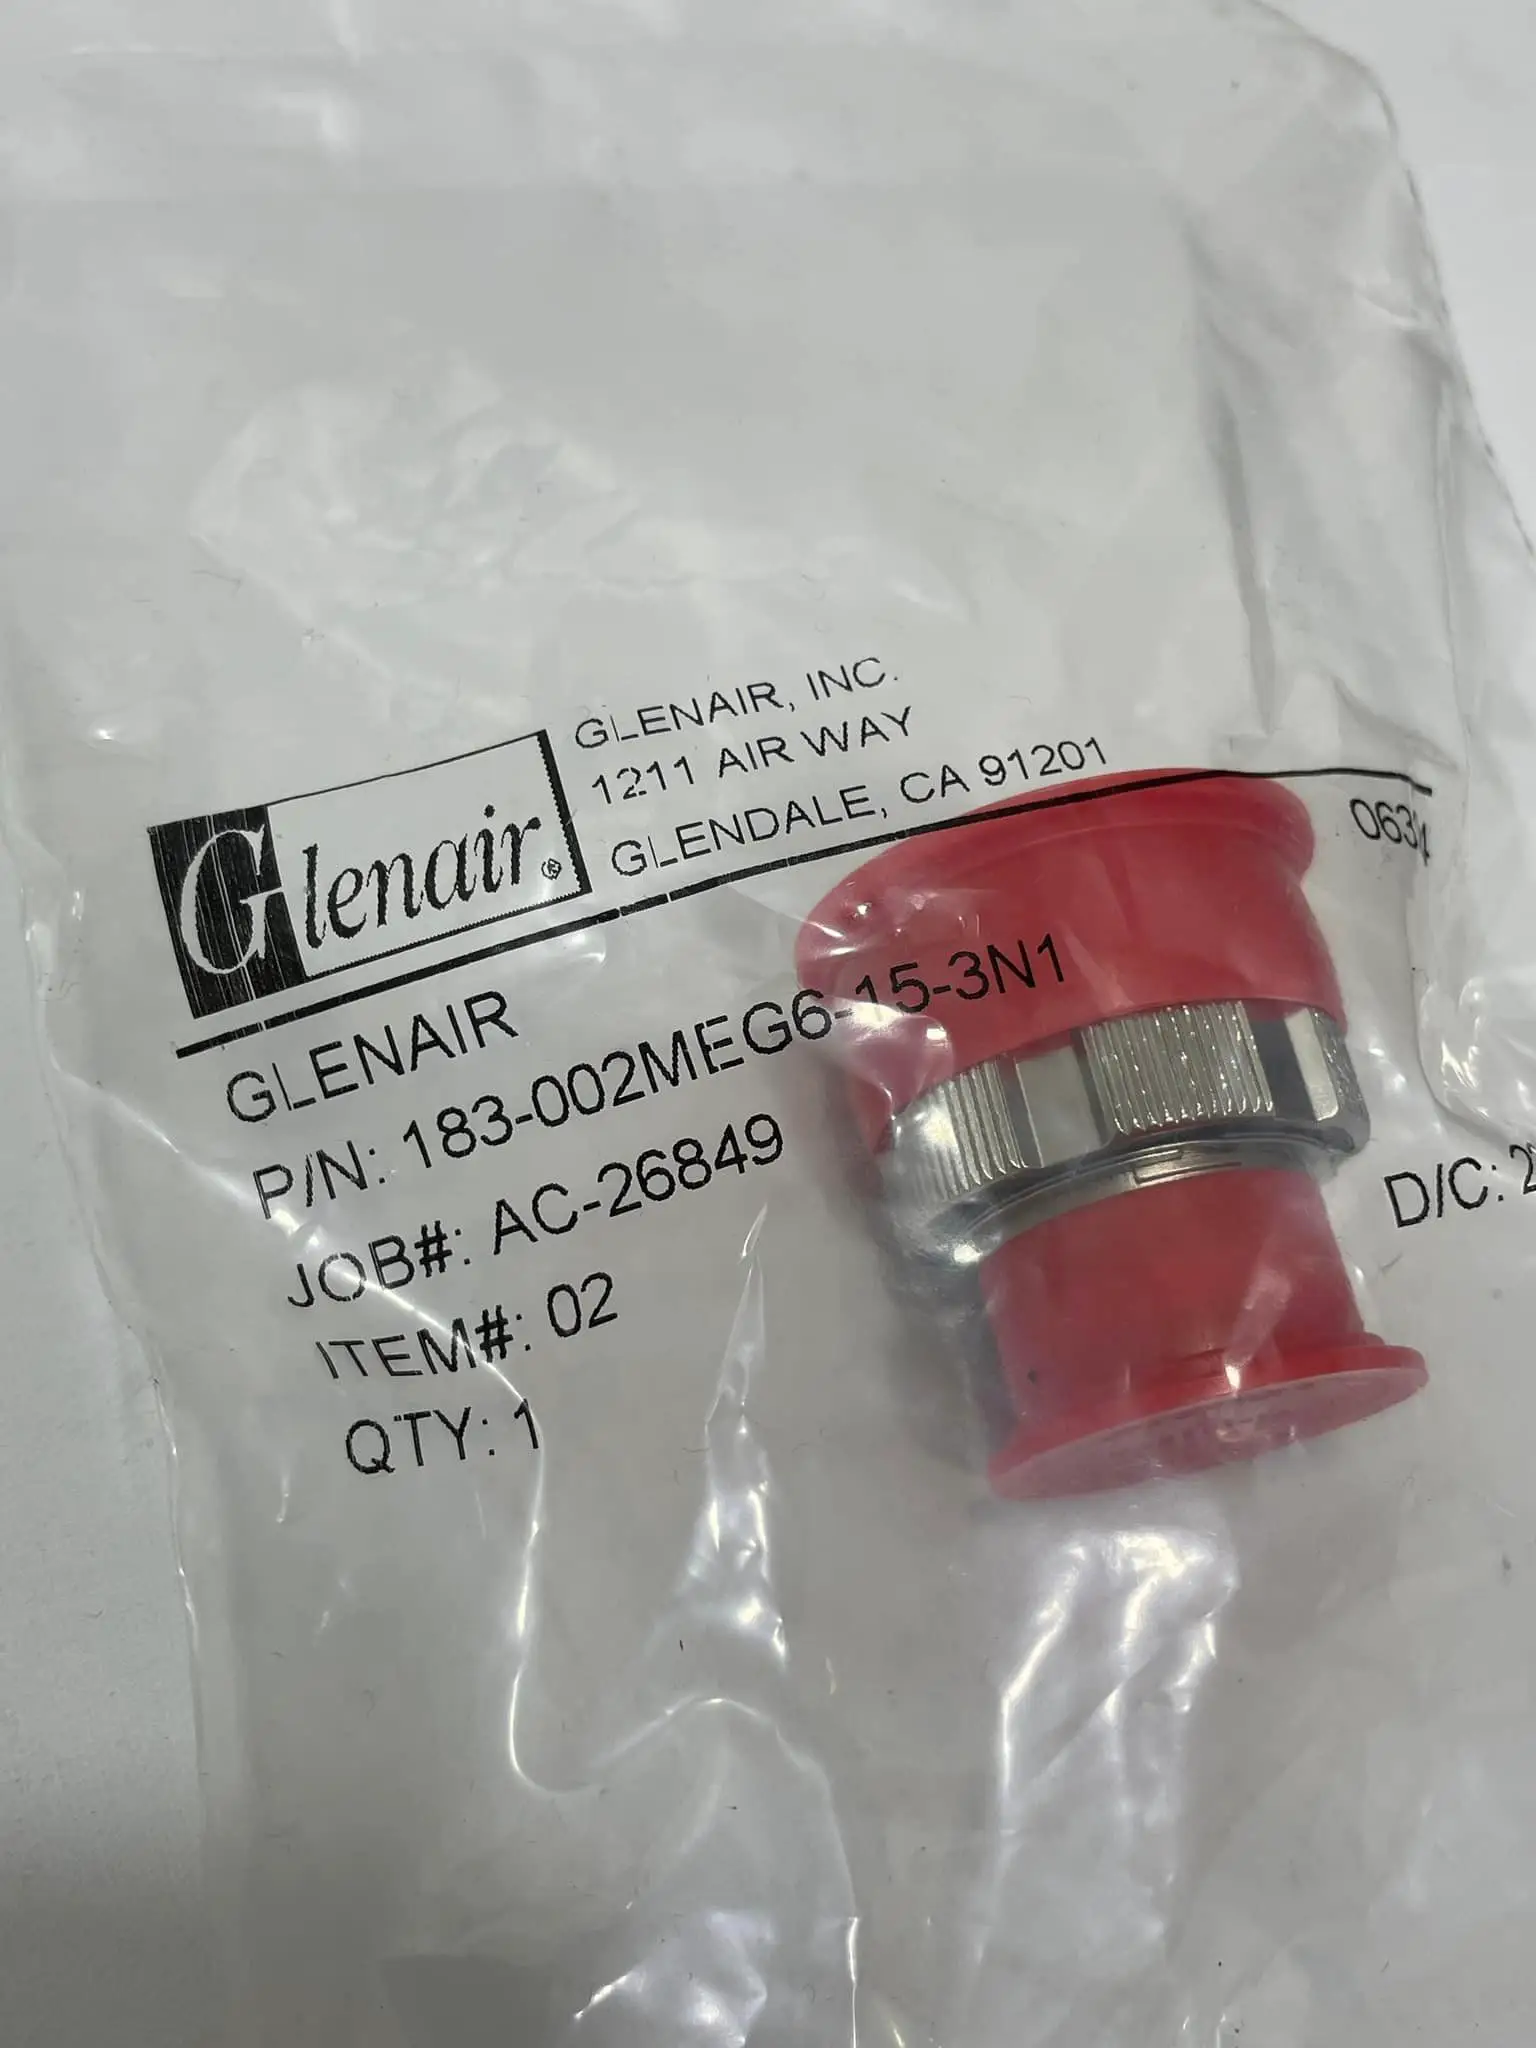 Glenair®
GLENAIR, INC.
1211 AIR WAY
GLENDALE, CA 91201
GLENAIR
P/N: 183-002MEG6-15-3N1
JOB#: AC-26849
ITEM#: 02
QTY: 1
D/C: